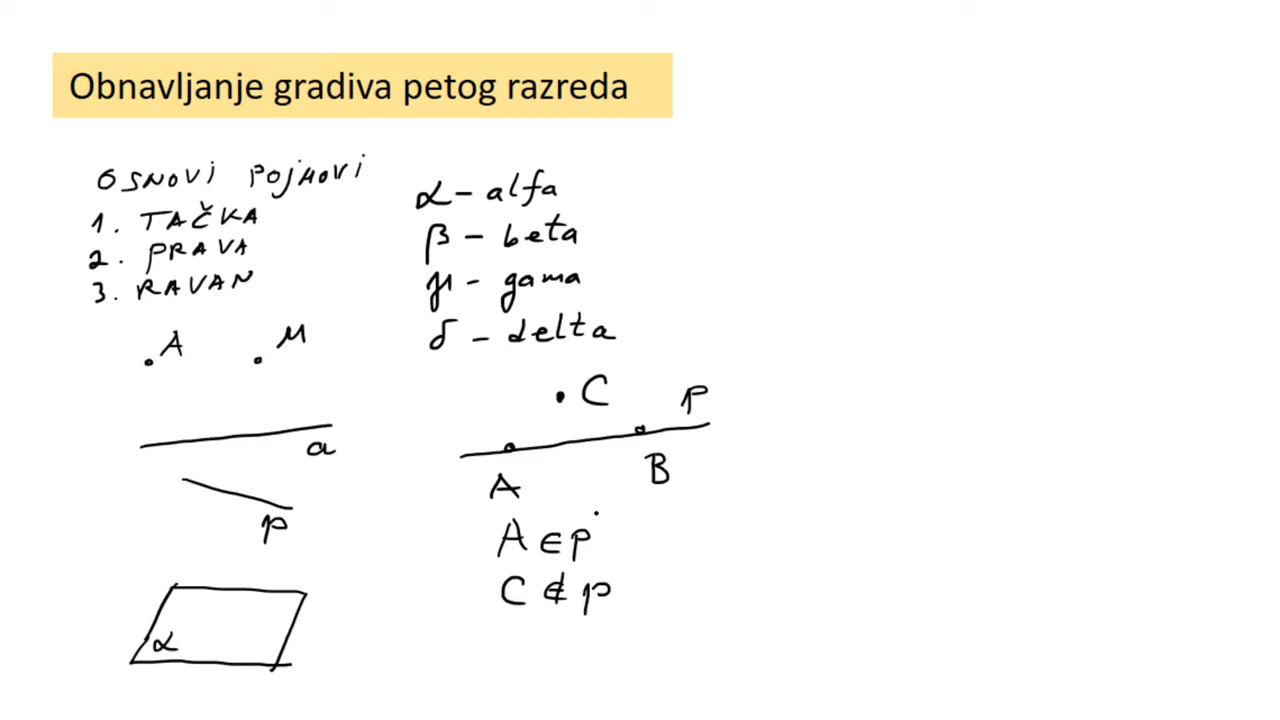 Obnavljanje gradiva petog razreda
OSNOVI POJMOVI
1. TAČKA
2. PRAVA
3. RAVAN
A M
a
p
α
α - alfa
β - beta
γ - gama
δ - delta
C p
A B
A ∈ p
C ∉ p